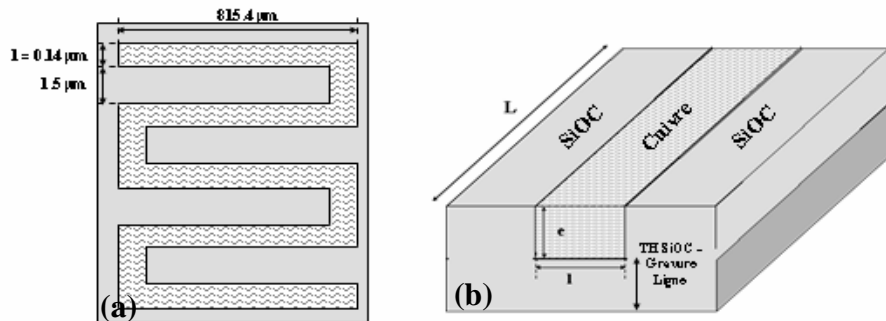 815.4 µm
l = 0.14 µm
1.5 µm
(a)
L
SiOC
Cuivre
SiOC
e
l
TH SiOC -
Gravure
Ligne
(b)